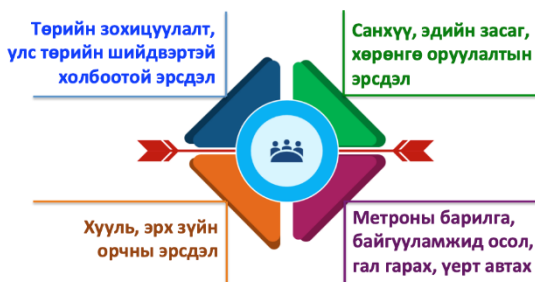 Төрийн зохицуулалт,
улс төрийн шийдвэртэй
холбоотой эрсдэл
Санхүү, эдийн засаг,
хөрөнгө оруулалтын
эрсдэл
Хууль, эрх зүйн
орчны эрсдэл
Метроны барилга,
байгууламжид осол,
гал гарах, үерт автах